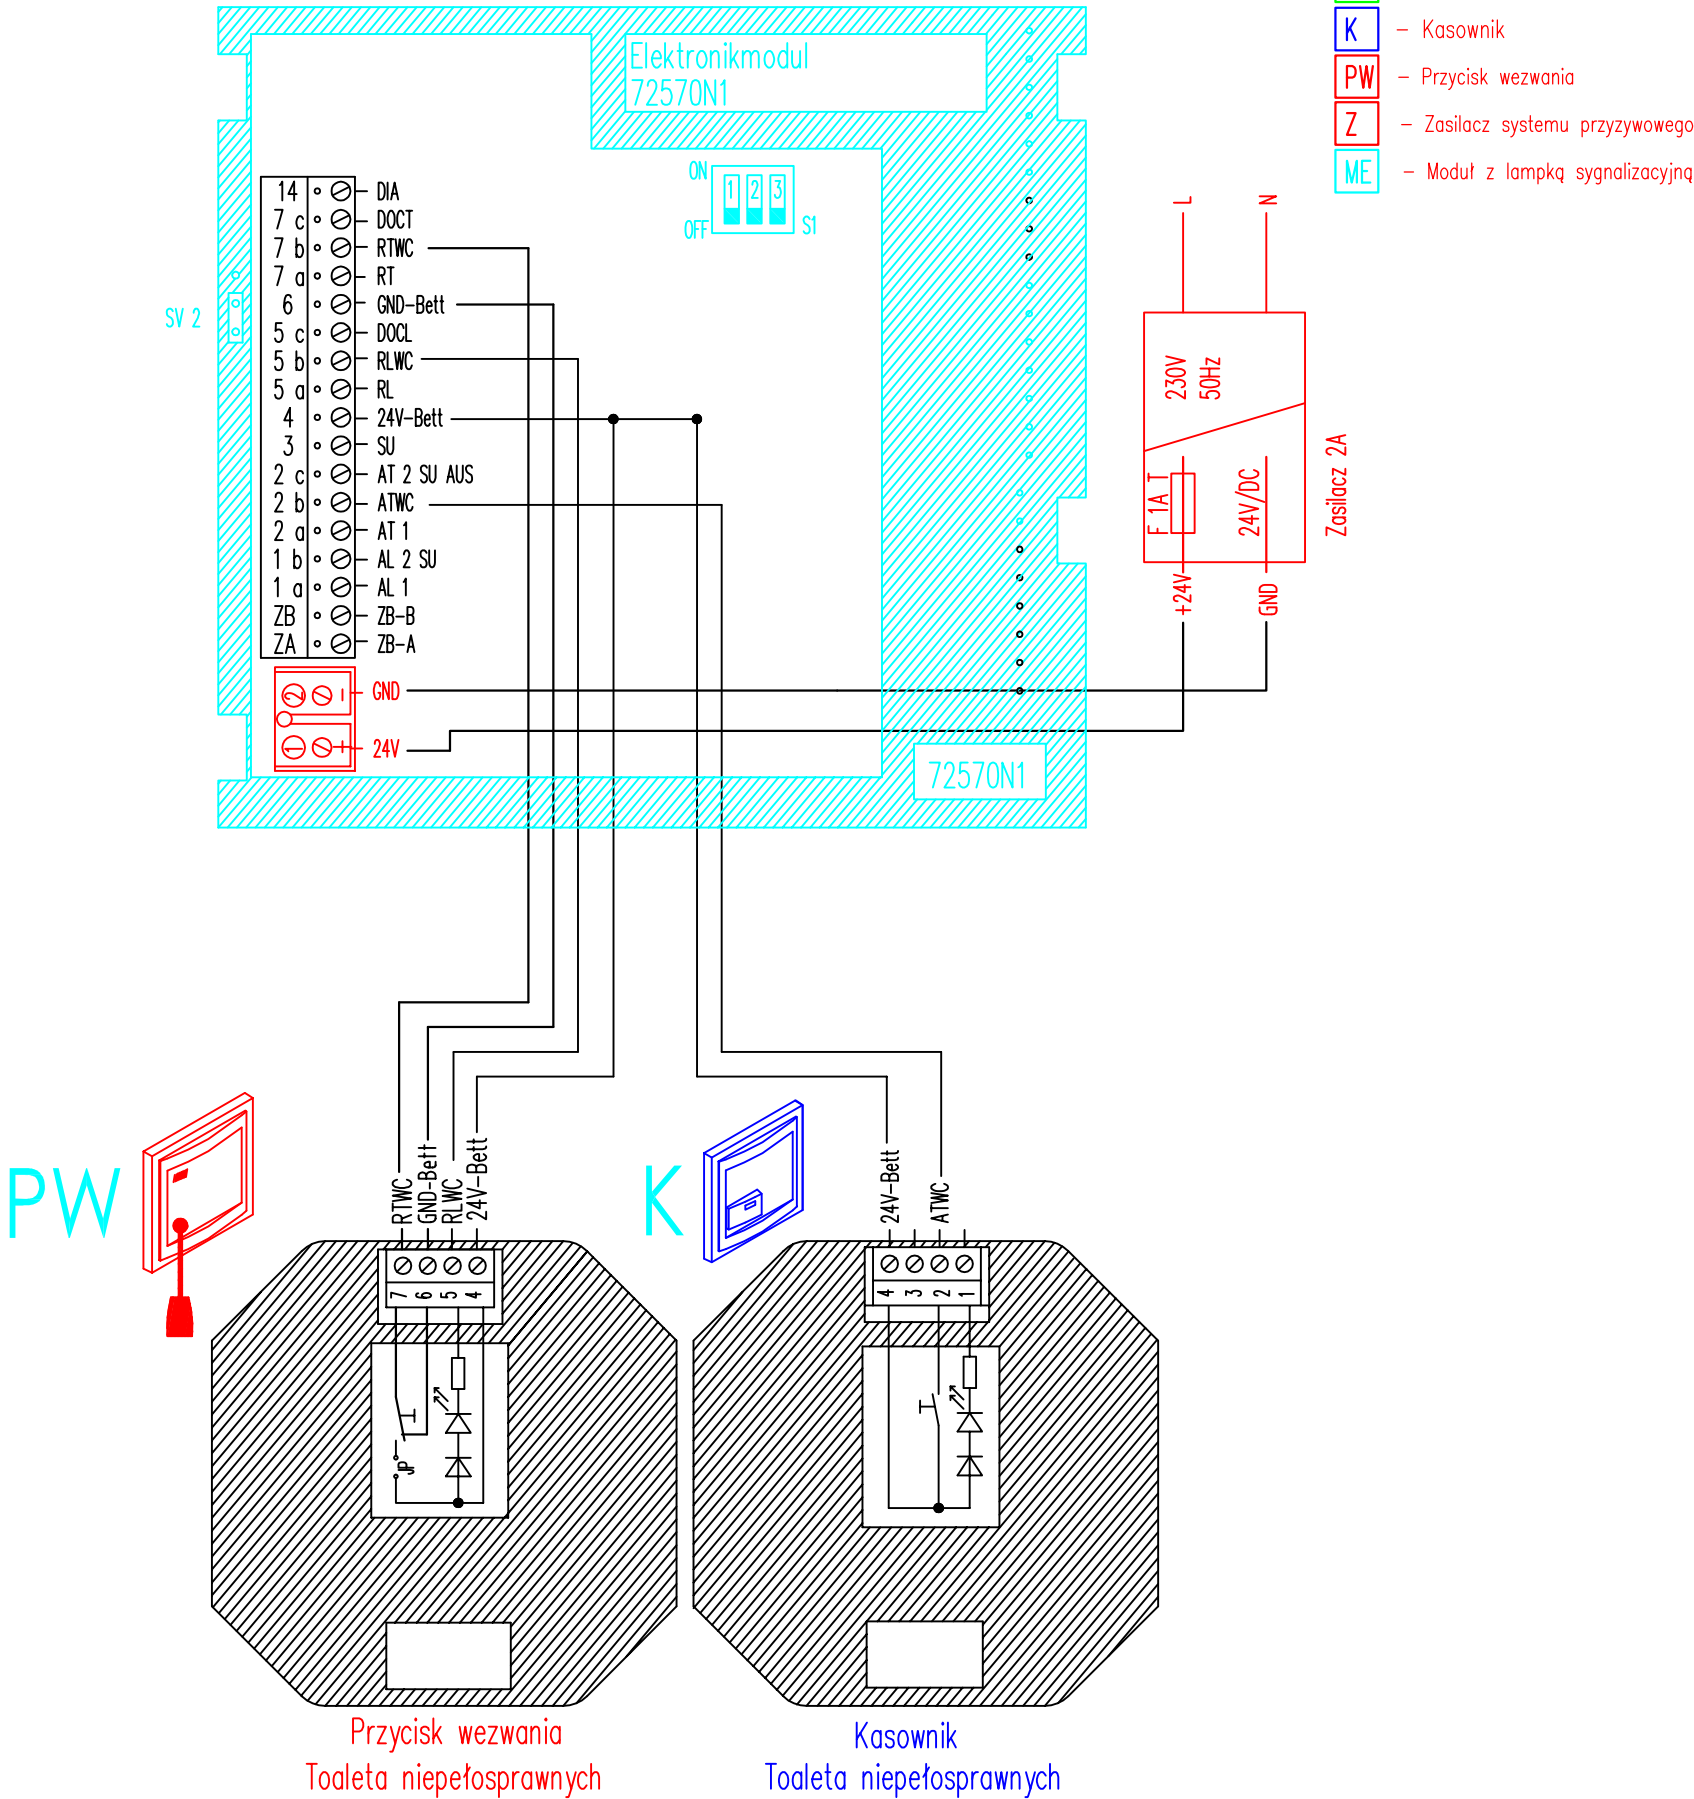 K – Kasownik
PW – Przycisk wezwania
Z – Zasilacz systemu przyzywowego
ME – Moduł z lampką sygnalizacyjną
Elektronikmodul
72570N1
ON
1 2 3
OFF
S1
SV 2
14 DIA
7 c DOCT
7 b RTWC
7 a RT
6 GND-Bett
5 c DOCL
5 b RLWC
5 a RL
4 24V-Bett
3 SU
2 c AT 2 SU AUS
2 b ATWC
2 a AT 1
1 b AL 2 SU
1 a AL 1
ZB ZB-B
ZA ZB-A
2 – GND
1 + 24V
72570N1
L
N
230V
50Hz
F 1A T
24V/DC
Zasilacz 2A
+24V
GND
PW
RTWC
GND-Bett
RLWC
24V-Bett
7 6 5 4
JP
K
24V-Bett
ATWC
4 3 2 1
Przycisk wezwania
Toaleta niepełosprawnych
Kasownik
Toaleta niepełosprawnych